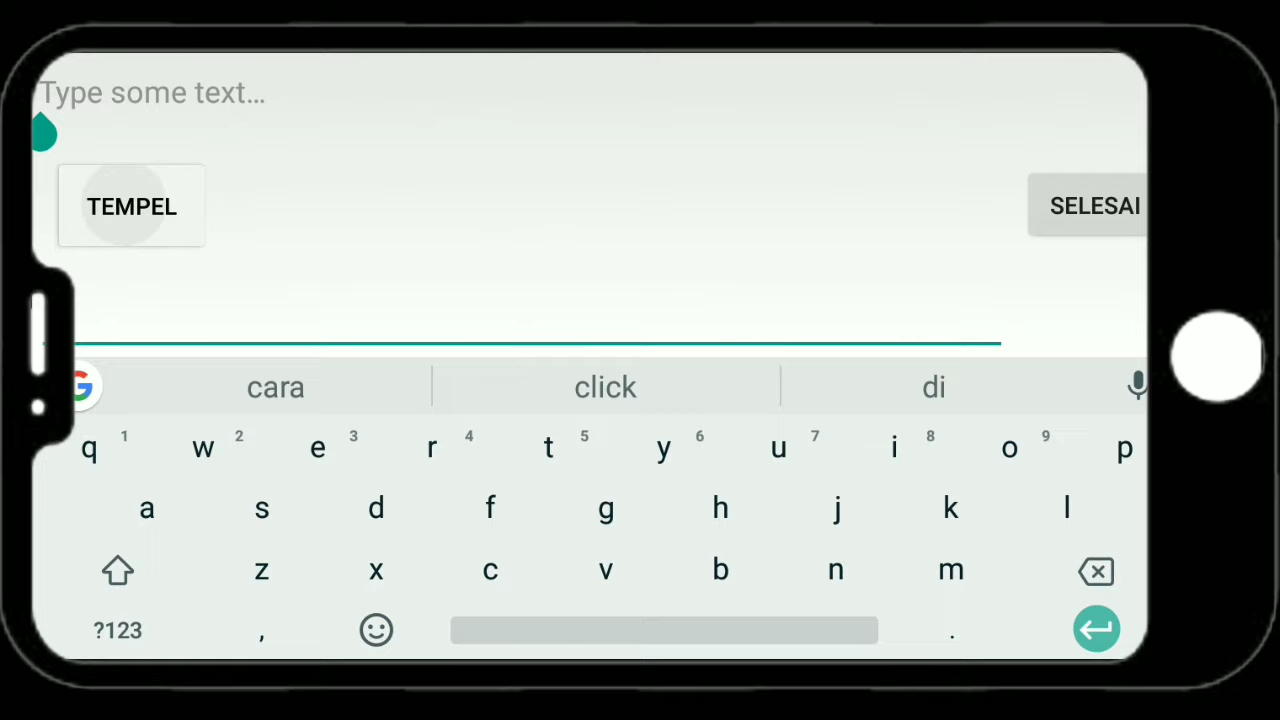 Type some text...
TEMPEL
SELESAI
cara click di
q 1 w 2 e 3 r 4 t 5 y 6 u 7 i 8 o 9 p
a s d f g h j k l
z x c v b n m
?123 , .